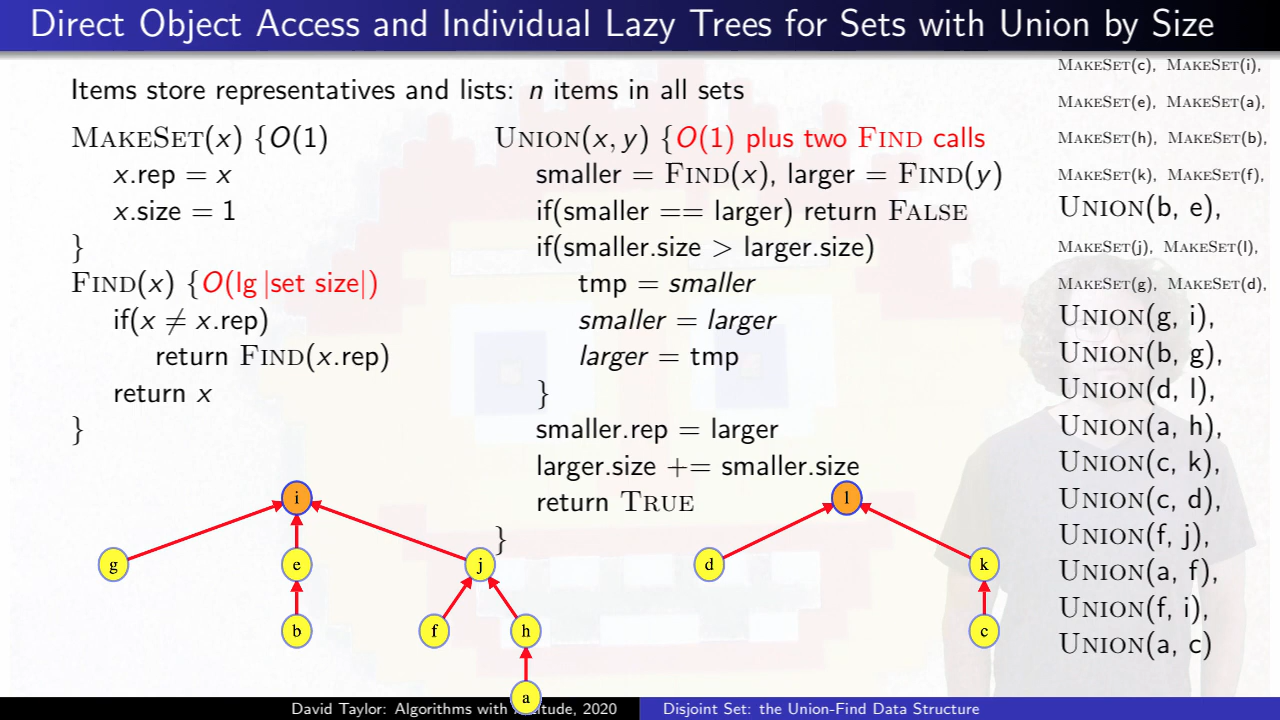 Direct Object Access and Individual Lazy Trees for Sets with Union by Size
Items store representatives and lists: n items in all sets
MakeSet(x) {O(1)
x.rep = x
x.size = 1
}
Find(x) {O(lg |set size|)
if(x ≠ x.rep)
return Find(x.rep)
return x
}
Union(x, y) {O(1) plus two Find calls
smaller = Find(x), larger = Find(y)
if(smaller == larger) return False
if(smaller.size > larger.size)
tmp = smaller
smaller = larger
larger = tmp
}
smaller.rep = larger
larger.size += smaller.size
return True
}
MakeSet(c), MakeSet(i),
MakeSet(e), MakeSet(a),
MakeSet(h), MakeSet(b),
MakeSet(k), MakeSet(f),
Union(b, e),
MakeSet(j), MakeSet(l),
MakeSet(g), MakeSet(d),
Union(g, i),
Union(b, g),
Union(d, l),
Union(a, h),
Union(c, k),
Union(c, d),
Union(f, j),
Union(a, f),
Union(f, i),
Union(a, c)
i
l
g
e
j
d
k
b
f
h
c
a
David Taylor: Algorithms with itude, 2020
Disjoint Set: the Union-Find Data Structure